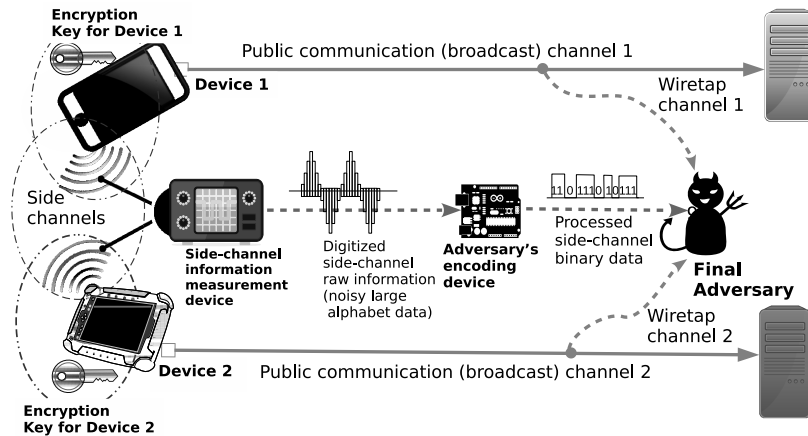 Encryption
Key for Device 1
Public communication (broadcast) channel 1
Device 1
Wiretap
channel 1
Side
channels
11 0 1110 1 0111
Side-channel
information
measurement
device
Digitized
side-channel
raw information
(noisy large
alphabet data)
Adversary's
encoding
device
Processed
side-channel
binary data
Final
Adversary
Wiretap
channel 2
Device 2
Public communication (broadcast) channel 2
Encryption
Key for Device 2